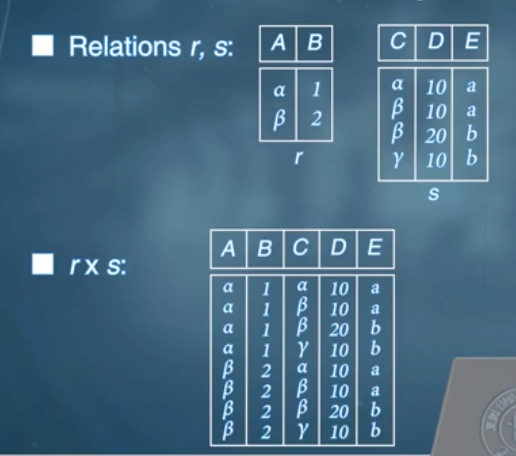 Relations r, s:
A B
α 1
β 2
r
C D E
α 10 a
β 10 a
β 20 b
γ 10 b
s
r x s:
A B C D E
α 1 α 10 a
α 1 β 10 a
α 1 β 20 b
α 1 γ 10 b
β 2 α 10 a
β 2 β 10 a
β 2 β 20 b
β 2 γ 10 b